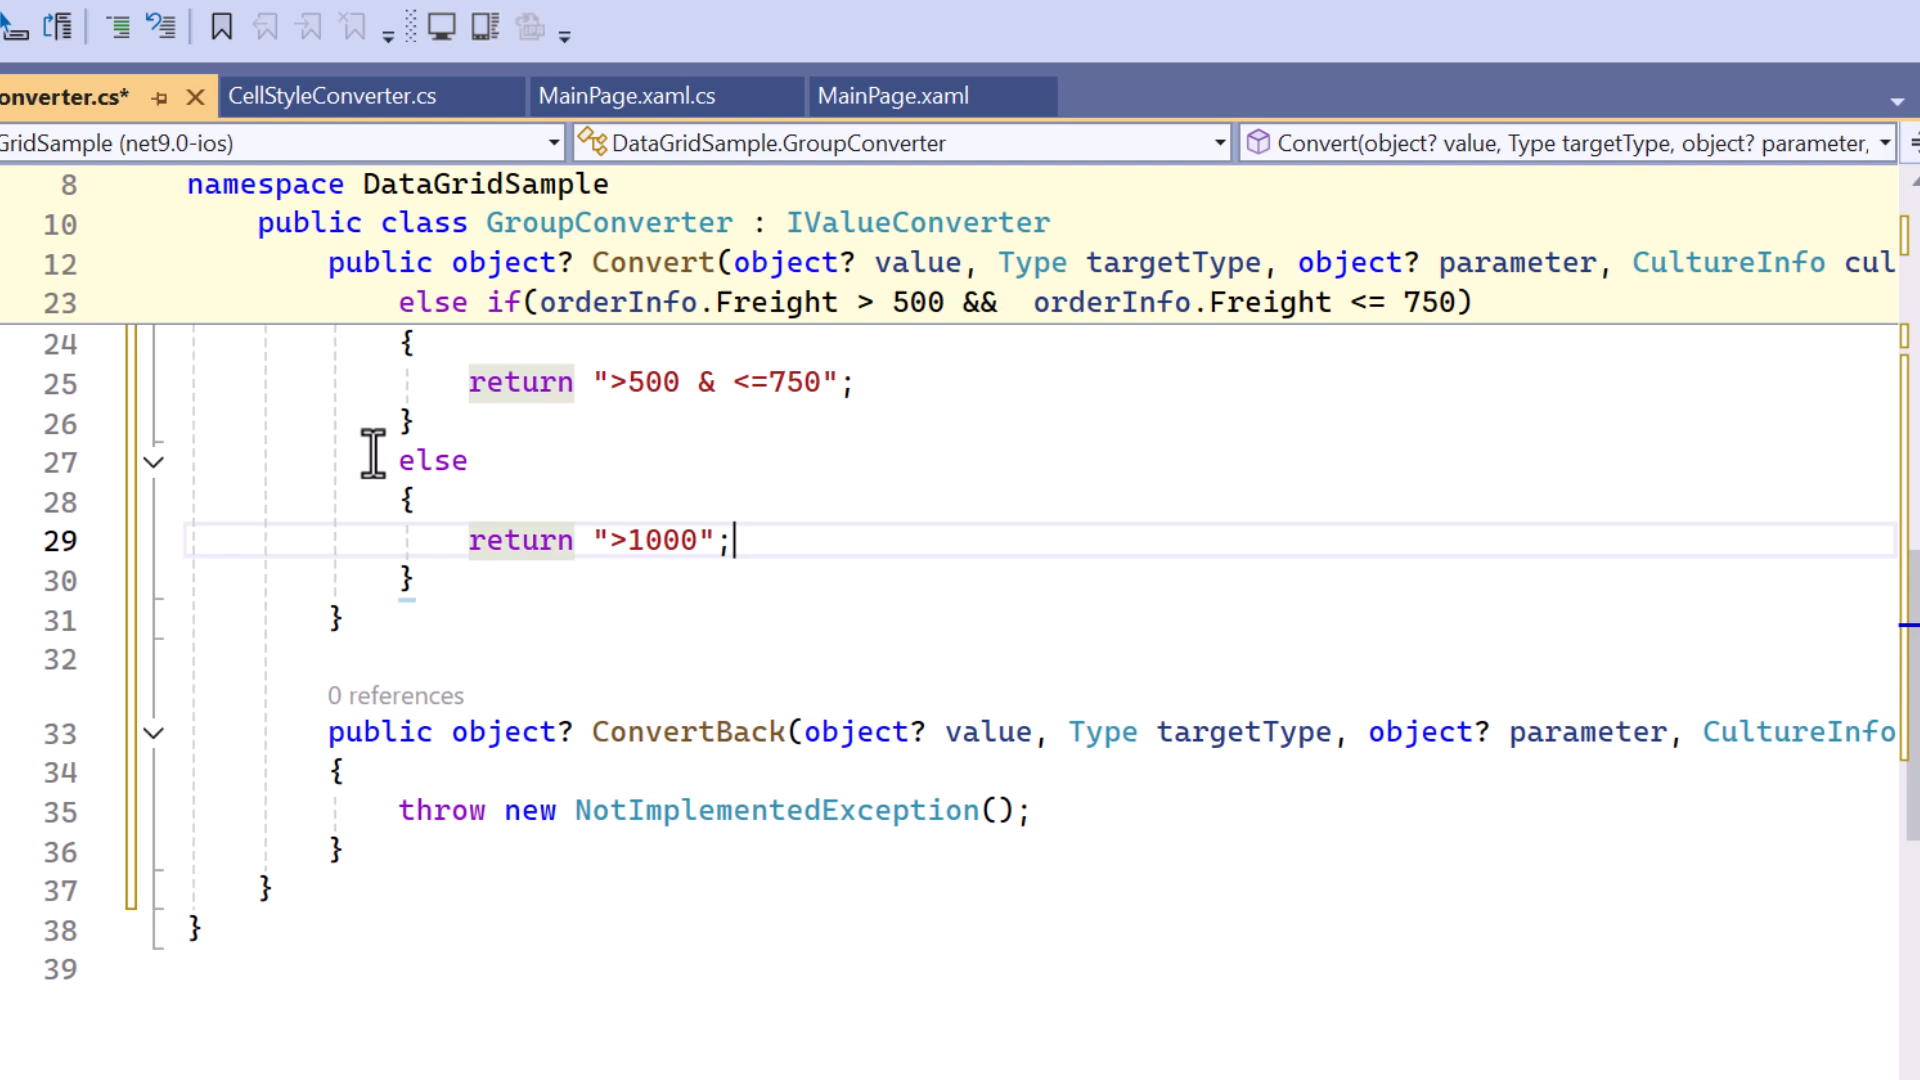 onverter.cs*
CellStyleConverter.cs
MainPage.xaml.cs
MainPage.xaml
GridSample (net9.0-ios)
DataGridSample.GroupConverter
Convert(object? value, Type targetType, object? parameter,
8 namespace DataGridSample
10 public class GroupConverter : IValueConverter
12 public object? Convert(object? value, Type targetType, object? parameter, CultureInfo cul
23 else if(orderInfo.Freight > 500 &&  orderInfo.Freight <= 750)
24 {
25 return ">500 & <=750";
26 }
27 else
28 {
29 return ">1000";
30 }
31 }
32
0 references
33 public object? ConvertBack(object? value, Type targetType, object? parameter, CultureInfo
34 {
35 throw new NotImplementedException();
36 }
37 }
38 }
39